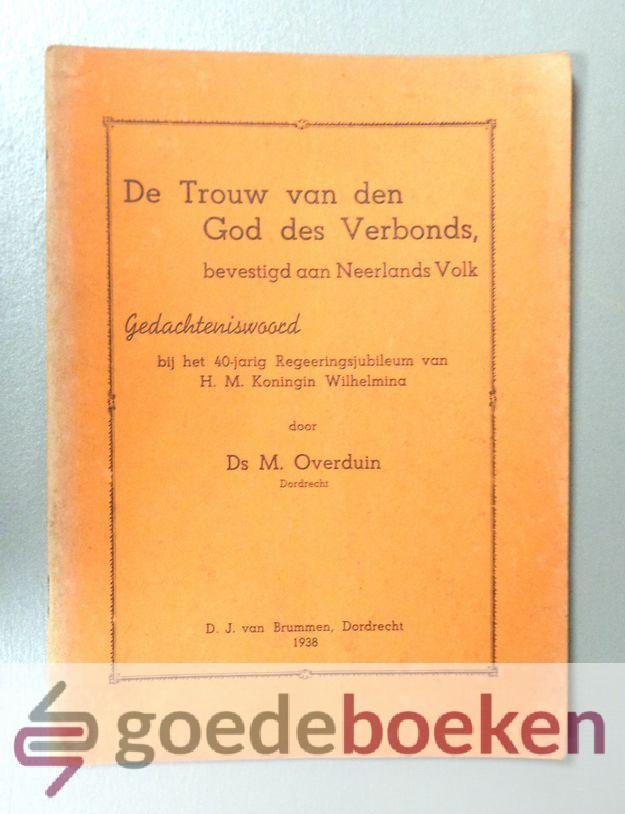 De Trouw van den
God des Verbonds,
bevestigd aan Neerlands Volk
Gedachteniswoord
bij het 40-jarig Regeeringsjubileum van
H. M. Koningin Wilhelmina
door
Ds M. Overduin
Dordrecht
D. J. van Brummen, Dordrecht
1938
goedeboeken